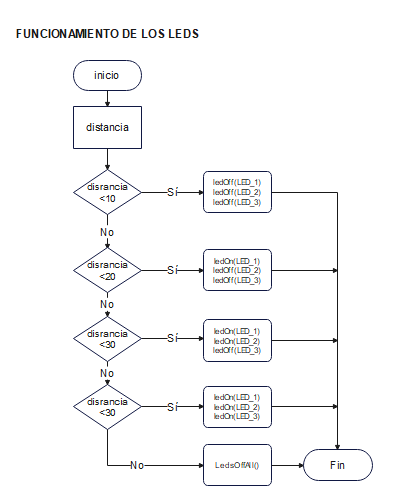 FUNCIONAMIENTO DE LOS LEDS
inicio
distancia
disrancia
<10
Sí
ledOff(LED_1)
ledOff(LED_2)
ledOff(LED_3)
No
disrancia
<20
Sí
ledOn(LED_1)
ledOff(LED_2)
ledOff(LED_3)
No
disrancia
<30
Sí
ledOn(LED_1)
ledOn(LED_2)
ledOff(LED_3)
No
disrancia
<30
Sí
ledOn(LED_1)
ledOn(LED_2)
ledOn(LED_3)
No
LedsOffAll()
Fin